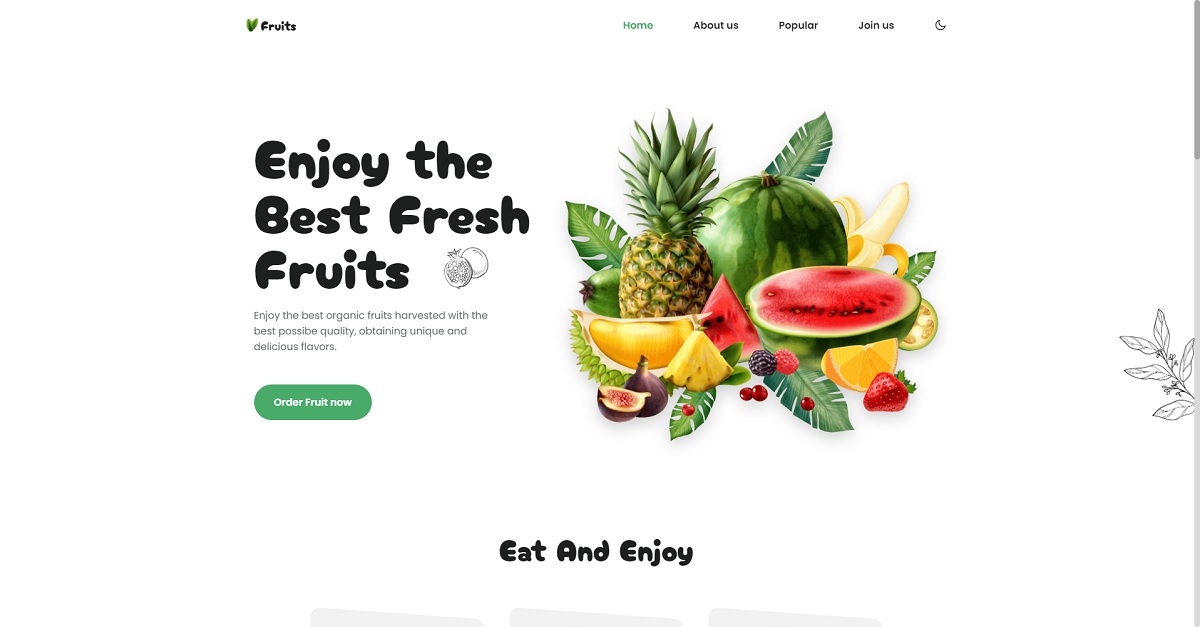 Fruits
Home
About us
Popular
Join us
Enjoy the
Best Fresh
Fruits
Enjoy the best organic fruits harvested with the
best possibe quality, obtaining unique and
delicious flavors.
Order Fruit now
Eat And Enjoy